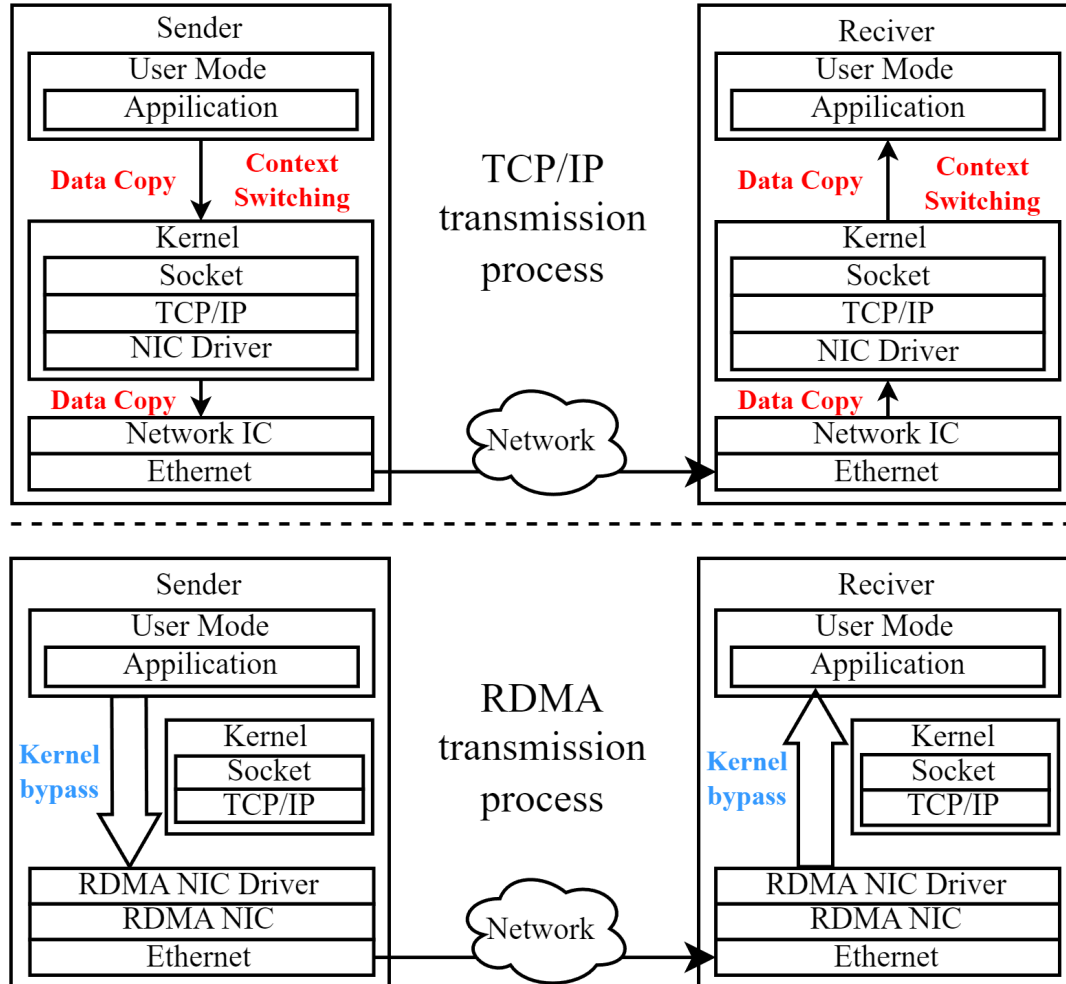 Sender
User Mode
Appilication
Data Copy
Context
Switching
Kernel
Socket
TCP/IP
NIC Driver
Data Copy
Network IC
Ethernet
TCP/IP
transmission
process
Network
Reciver
User Mode
Appilication
Data Copy
Context
Switching
Kernel
Socket
TCP/IP
NIC Driver
Data Copy
Network IC
Ethernet
Sender
User Mode
Appilication
Kernel
bypass
Kernel
Socket
TCP/IP
RDMA NIC Driver
RDMA NIC
Ethernet
RDMA
transmission
process
Network
Reciver
User Mode
Appilication
Kernel
bypass
Kernel
Socket
TCP/IP
RDMA NIC Driver
RDMA NIC
Ethernet